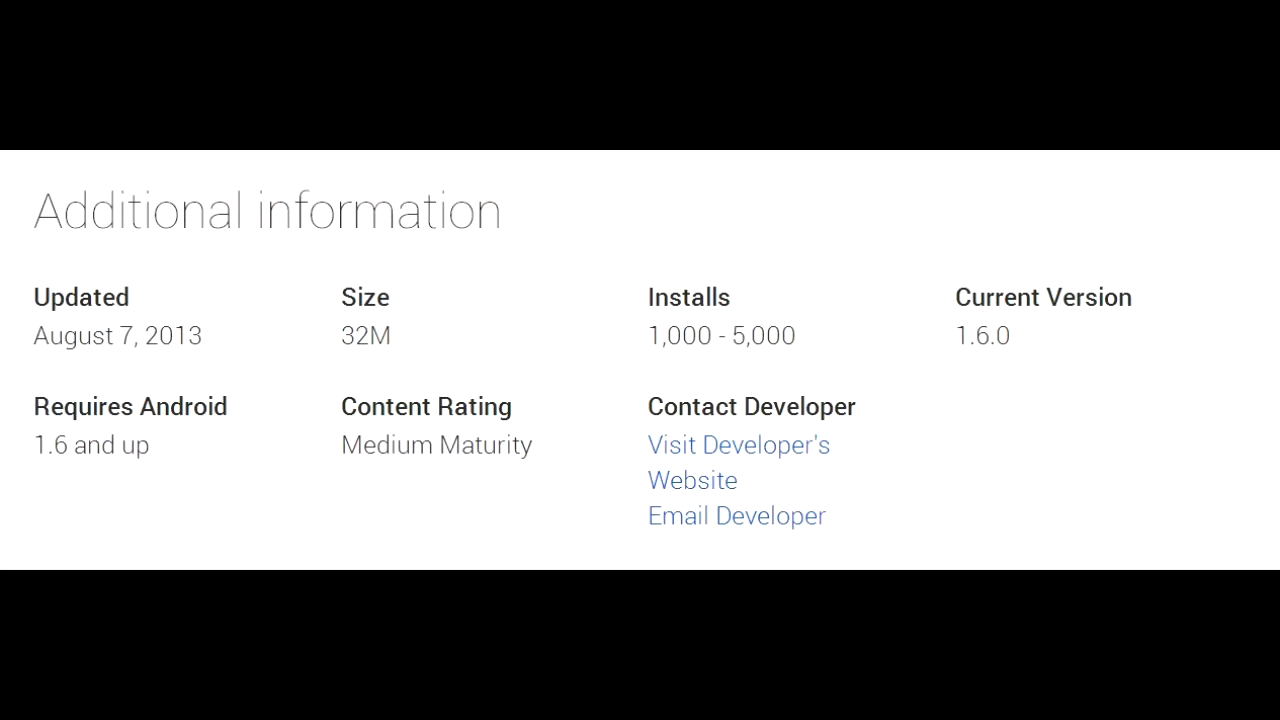 Additional information
Updated
August 7, 2013
Size
32M
Installs
1,000 - 5,000
Current Version
1.6.0
Requires Android
1.6 and up
Content Rating
Medium Maturity
Contact Developer
Visit Developer's
Website
Email Developer